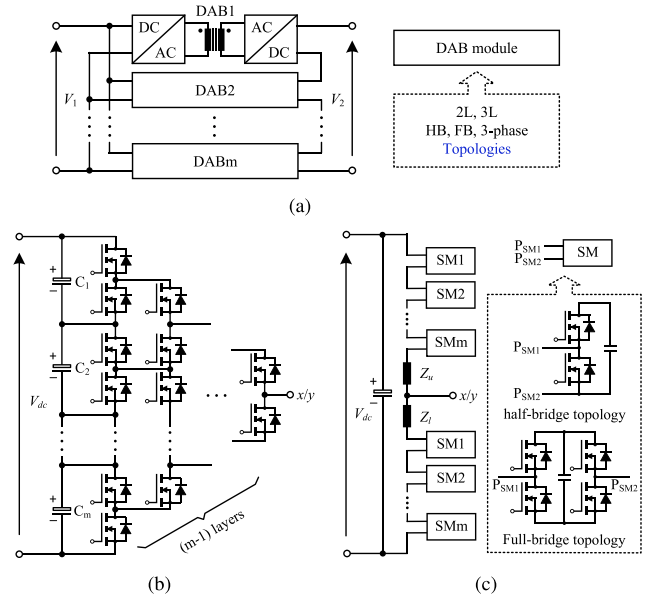 DAB1
DC
AC
AC
DC
DAB2
DABm
V1
V2
DAB module
2L, 3L
HB, FB, 3-phase
Topologies
(a)
+
−
C1
+
−
C2
+
−
Cm
Vdc
x/y
(m-1) layers
(b)
Vdc
+
−
SM1
SM2
SMm
Zu
x/y
Zl
SM1
SM2
SMm
PSM1
PSM2
SM
PSM1
PSM2
half-bridge topology
PSM1
PSM2
Full-bridge topology
(c)